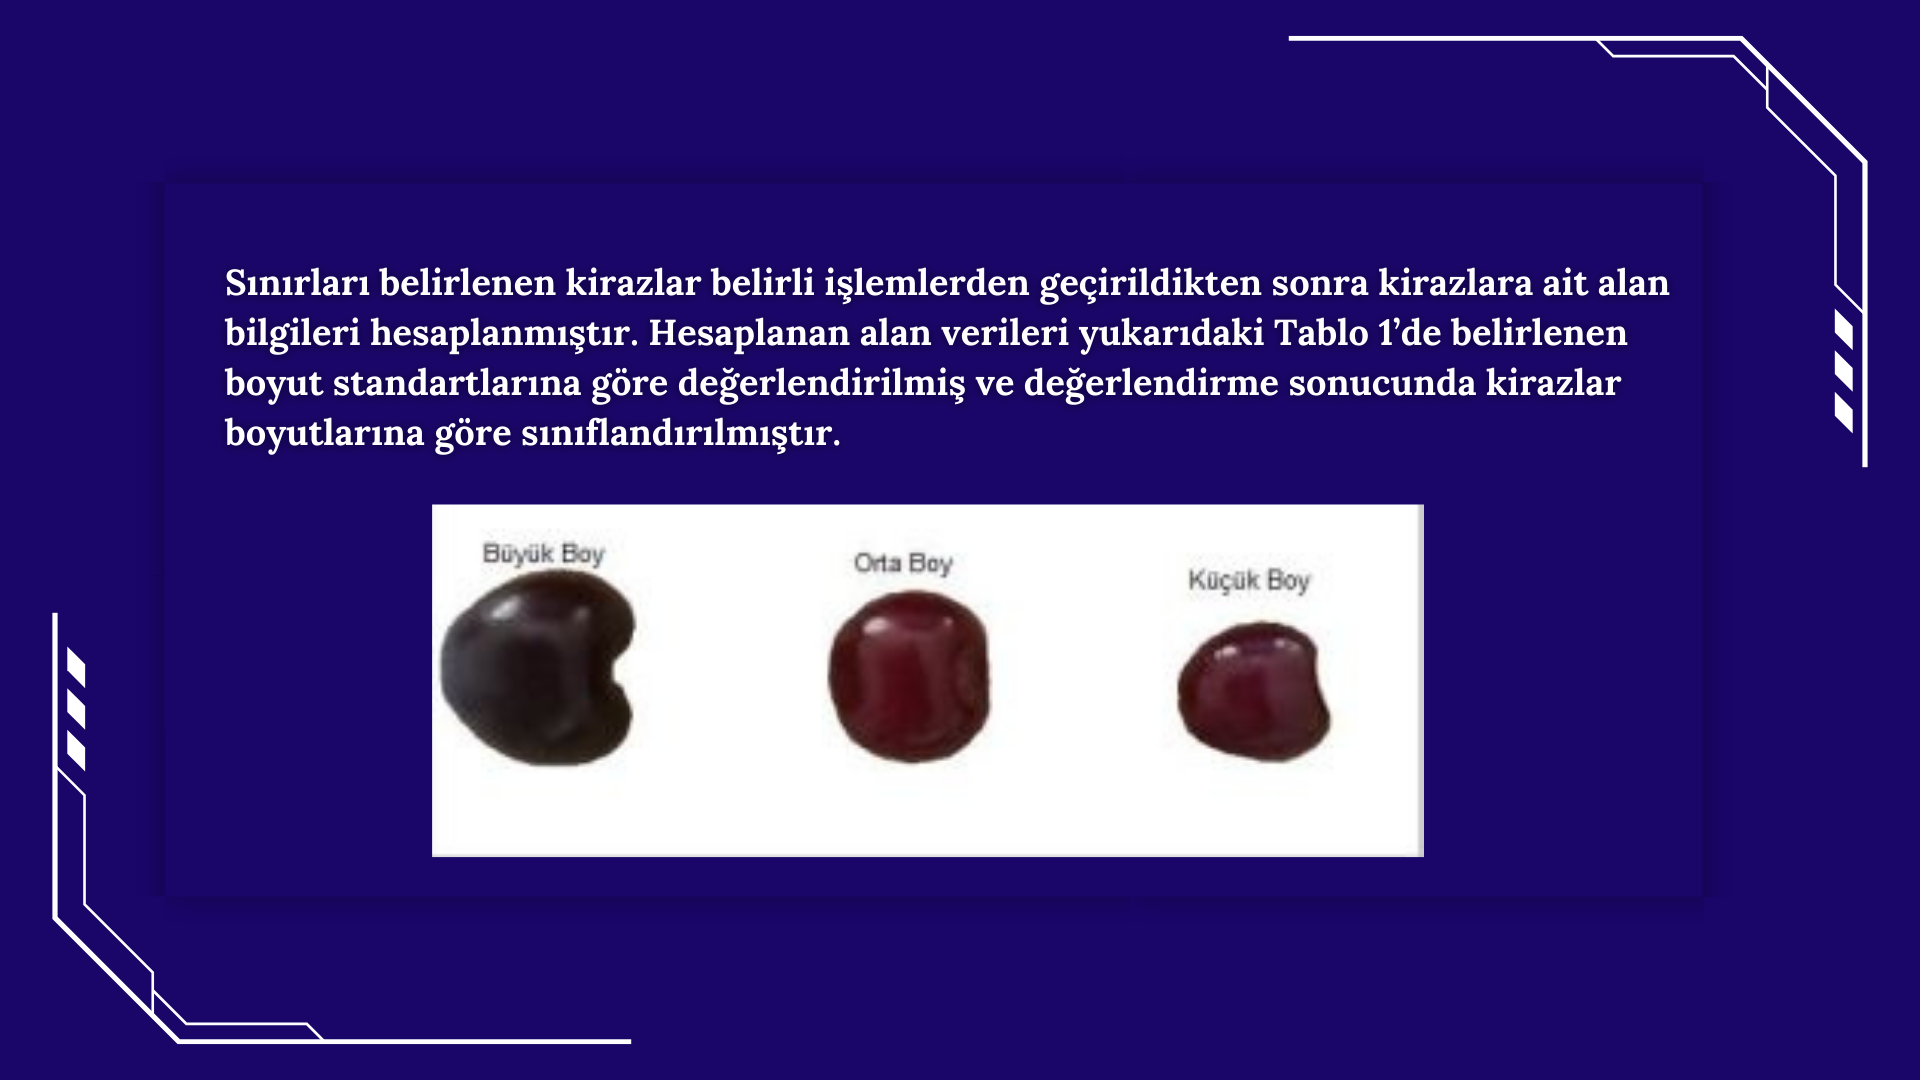 Sınırları belirlenen kirazlar belirli işlemlerden geçirildikten sonra kirazlara ait alan
bilgileri hesaplanmıştır. Hesaplanan alan verileri yukarıdaki Tablo 1’de belirlenen
boyut standartlarına göre değerlendirilmiş ve değerlendirme sonucunda kirazlar
boyutlarına göre sınıflandırılmıştır.
Büyük Boy
Orta Boy
Küçük Boy